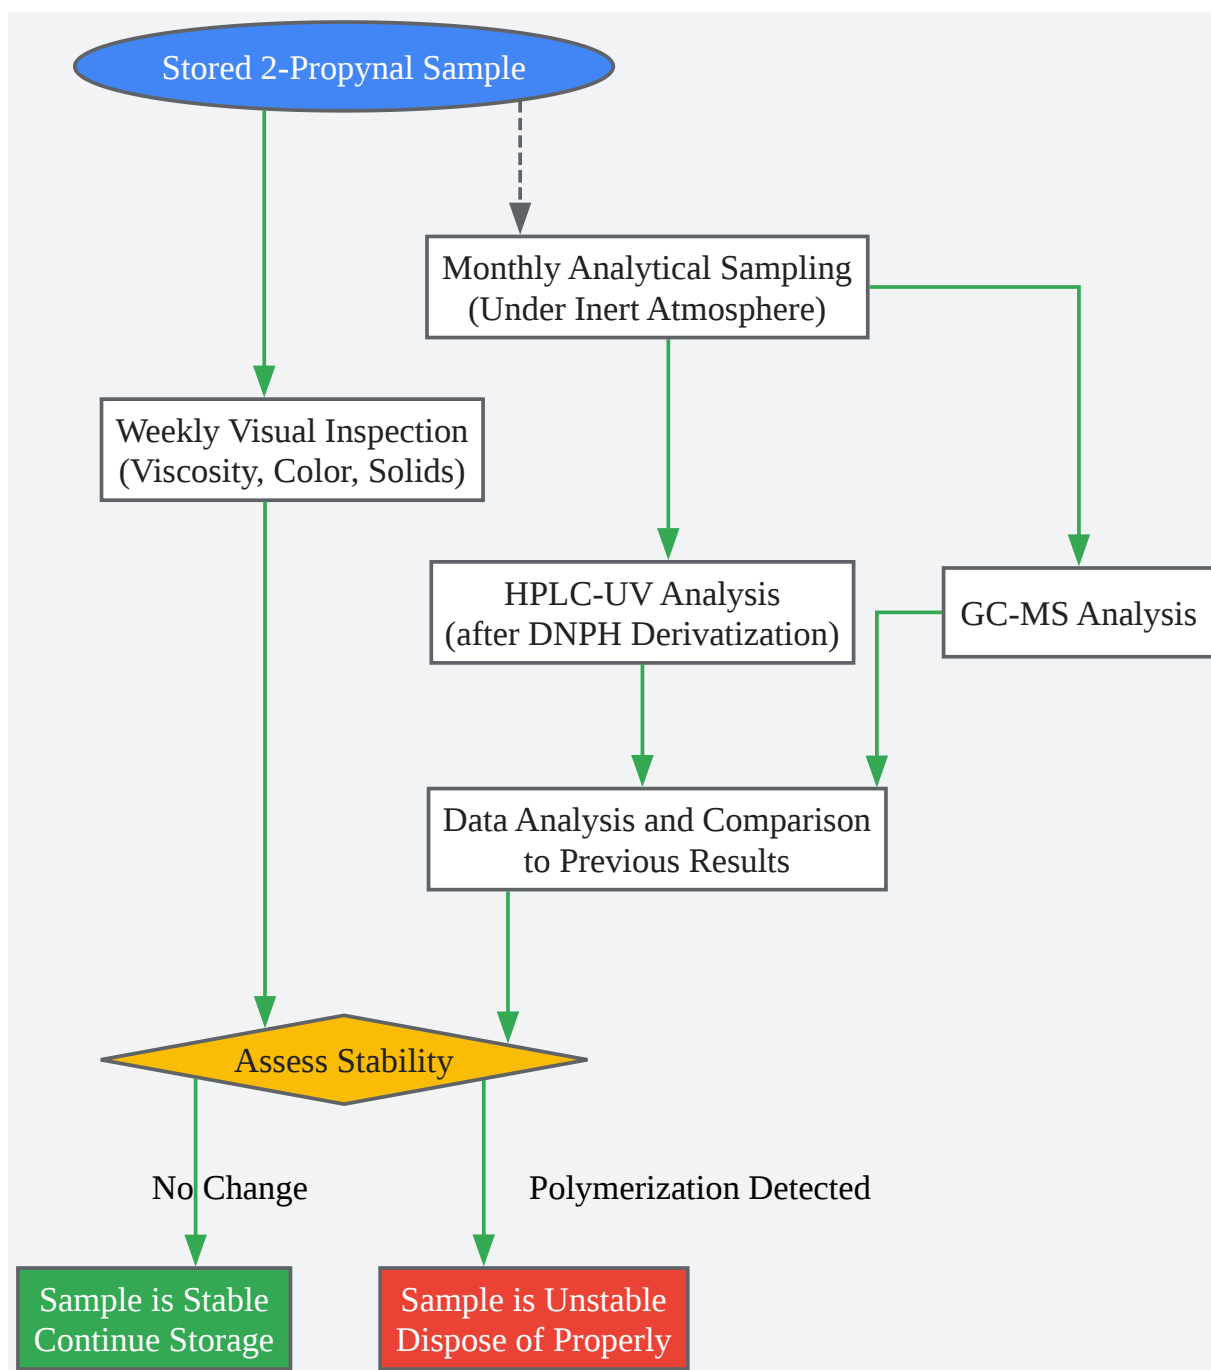 Stored 2-Propynal Sample
Monthly Analytical Sampling
(Under Inert Atmosphere)
Weekly Visual Inspection
(Viscosity, Color, Solids)
HPLC-UV Analysis
(after DNPH Derivatization)
GC-MS Analysis
Data Analysis and Comparison
to Previous Results
Assess Stability
No Change
Polymerization Detected
Sample is Stable
Continue Storage
Sample is Unstable
Dispose of Properly